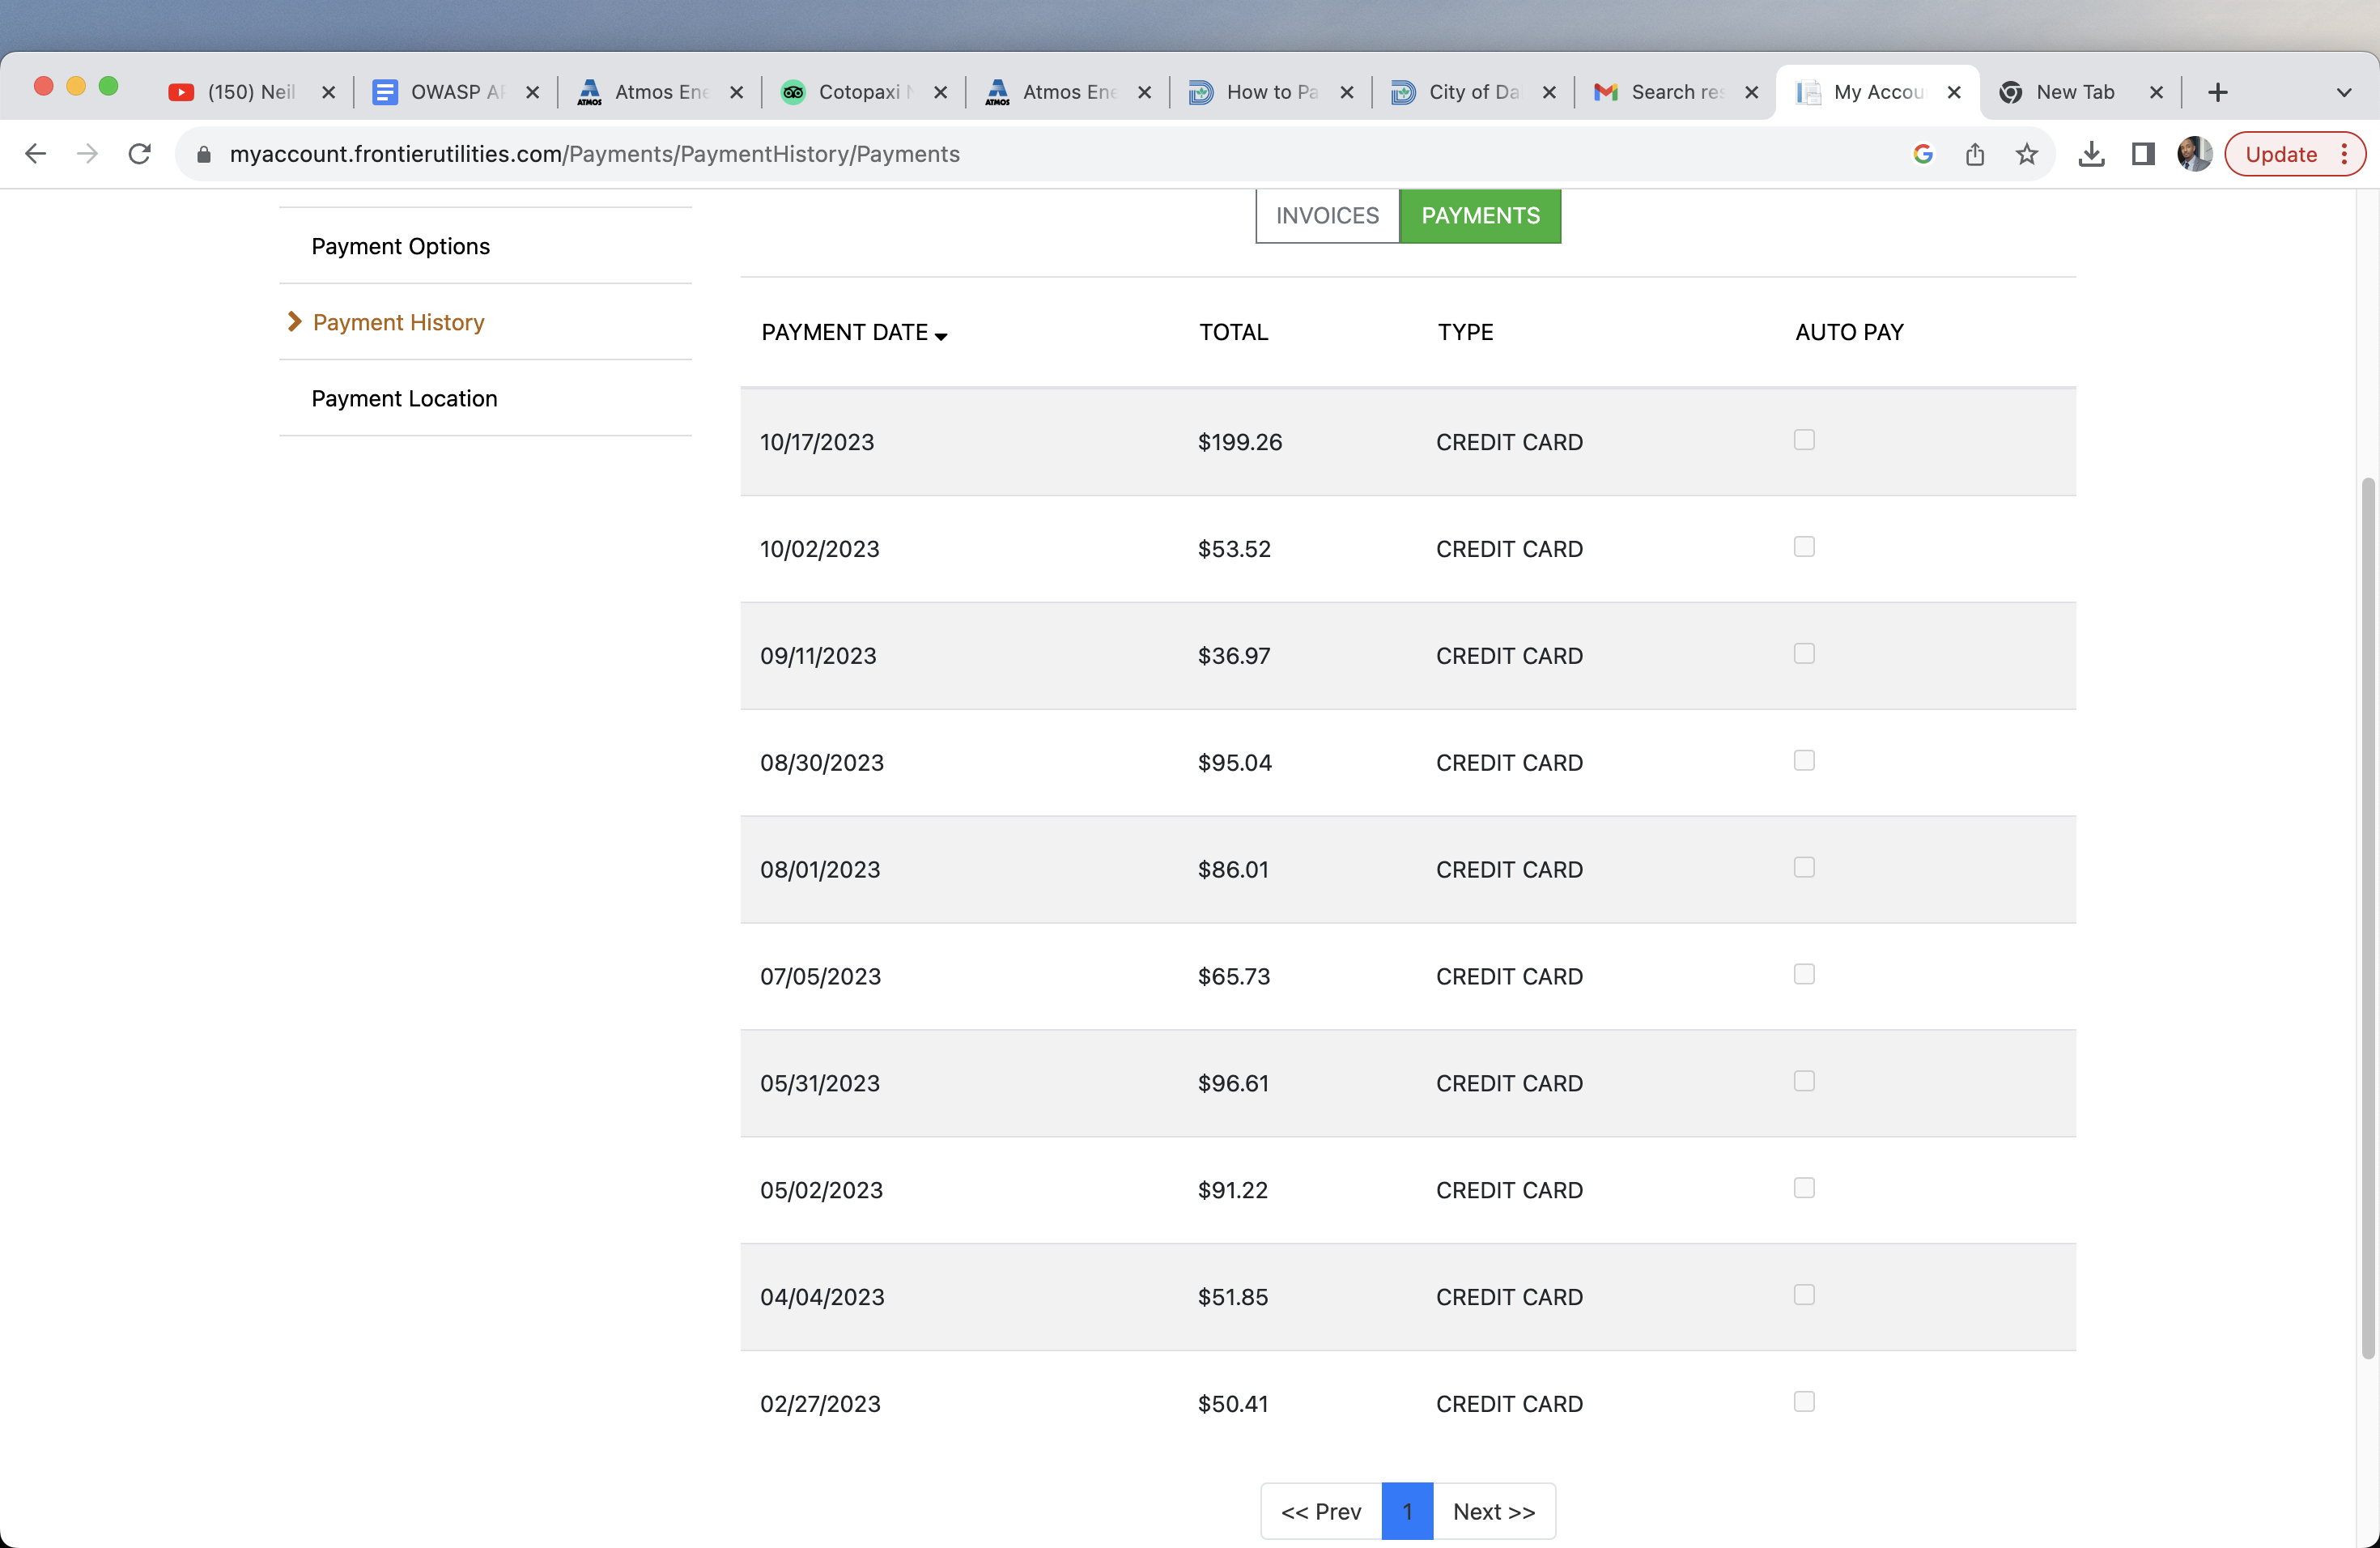 (150) Neil
OWASP AP
Atmos Ene
Cotopaxi
Atmos Ene
How to Pa
City of Da
Search res
My Accou
New Tab
myaccount.frontierutilities.com/Payments/PaymentHistory/Payments
Update
Payment Options
Payment History
Payment Location
INVOICES PAYMENTS
PAYMENT DATE TOTAL TYPE AUTO PAY
10/17/2023 $199.26 CREDIT CARD
10/02/2023 $53.52 CREDIT CARD
09/11/2023 $36.97 CREDIT CARD
08/30/2023 $95.04 CREDIT CARD
08/01/2023 $86.01 CREDIT CARD
07/05/2023 $65.73 CREDIT CARD
05/31/2023 $96.61 CREDIT CARD
05/02/2023 $91.22 CREDIT CARD
04/04/2023 $51.85 CREDIT CARD
02/27/2023 $50.41 CREDIT CARD
<< Prev 1 Next >>